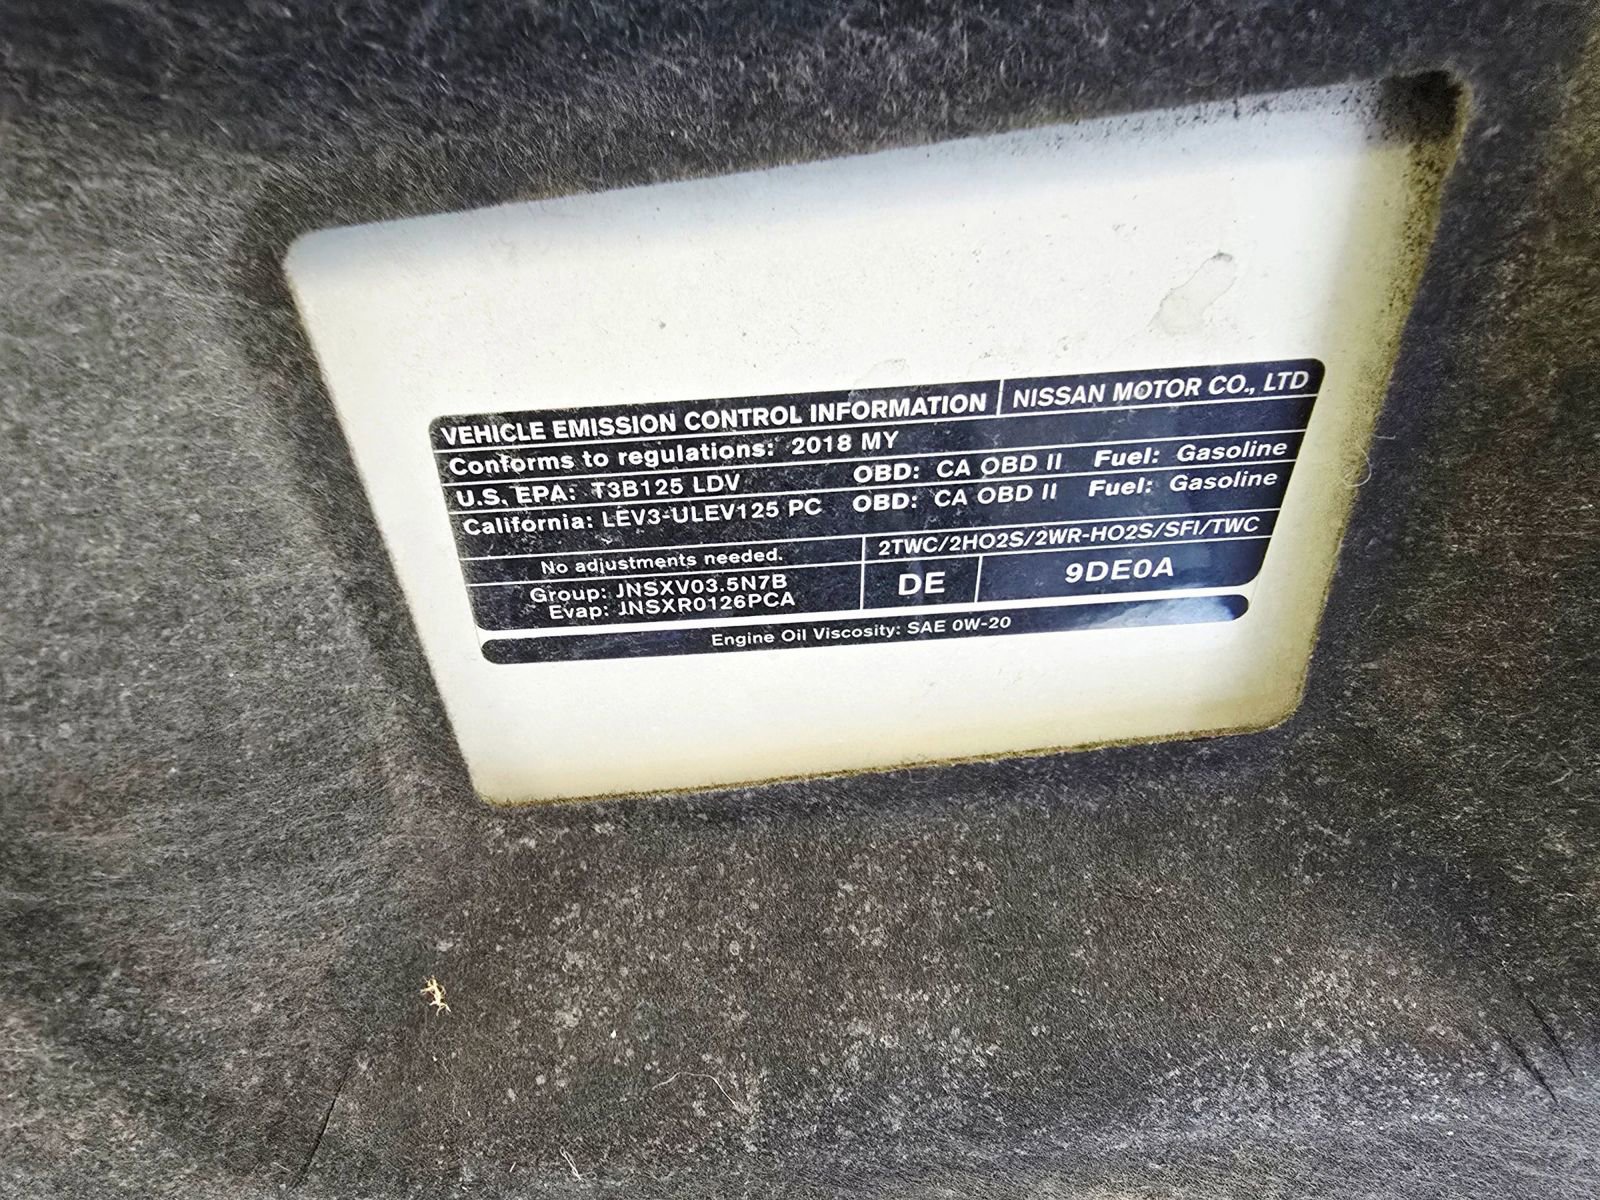 VEHICLE EMISSION CONTROL INFORMATION NISSAN MOTOR CO., LTD
Conforms to regulations: 2018 MY
U.S. EPA: T3B125 LDV OBD: CA OBD II Fuel: Gasoline
California: LEV3-ULEV125 PC OBD: CA OBD II Fuel: Gasoline
No adjustments needed. 2TWC/2HO2S/2WR-HO2S/SFI/TWC
Group: JNSXV03.5N7B
Evap: JNSXR0126PCA
DE 9DE0A
Engine Oil Viscosity: SAE 0W-20